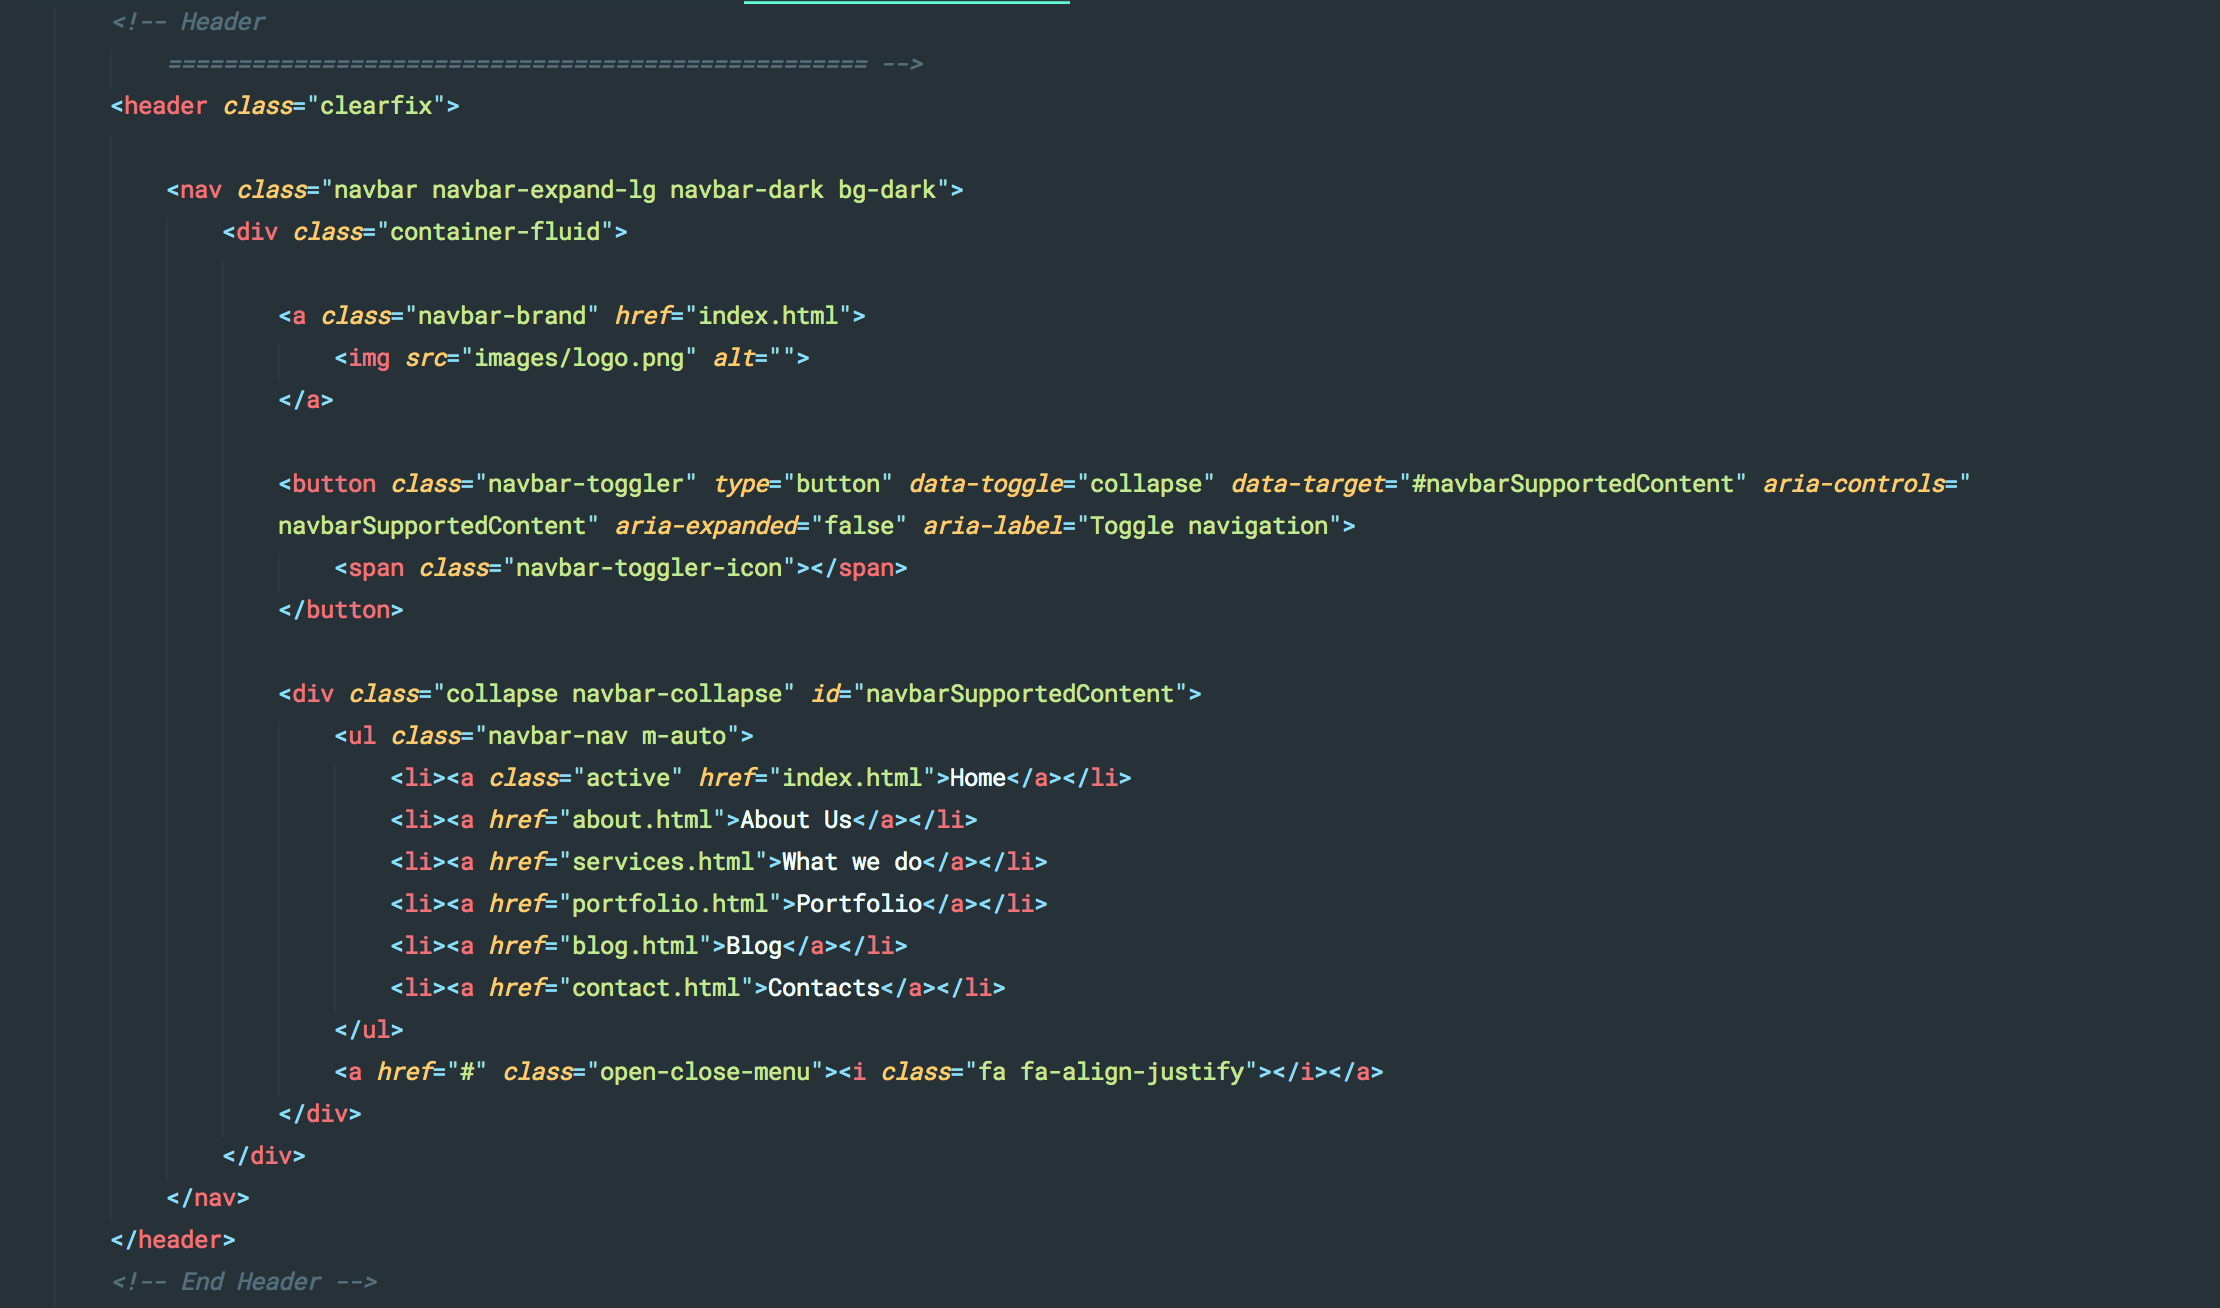 <!-- Header
================================================== -->
<header class="clearfix">
<nav class="navbar navbar-expand-lg navbar-dark bg-dark">
<div class="container-fluid">
<a class="navbar-brand" href="index.html">
<img src="images/logo.png" alt="">
</a>
<button class="navbar-toggler" type="button" data-toggle="collapse" data-target="#navbarSupportedContent" aria-controls="
navbarSupportedContent" aria-expanded="false" aria-label="Toggle navigation">
<span class="navbar-toggler-icon"></span>
</button>
<div class="collapse navbar-collapse" id="navbarSupportedContent">
<ul class="navbar-nav m-auto">
<li><a class="active" href="index.html">Home</a></li>
<li><a href="about.html">About Us</a></li>
<li><a href="services.html">What we do</a></li>
<li><a href="portfolio.html">Portfolio</a></li>
<li><a href="blog.html">Blog</a></li>
<li><a href="contact.html">Contacts</a></li>
</ul>
<a href="#" class="open-close-menu"><i class="fa fa-align-justify"></i></a>
</div>
</div>
</nav>
</header>
<!-- End Header -->